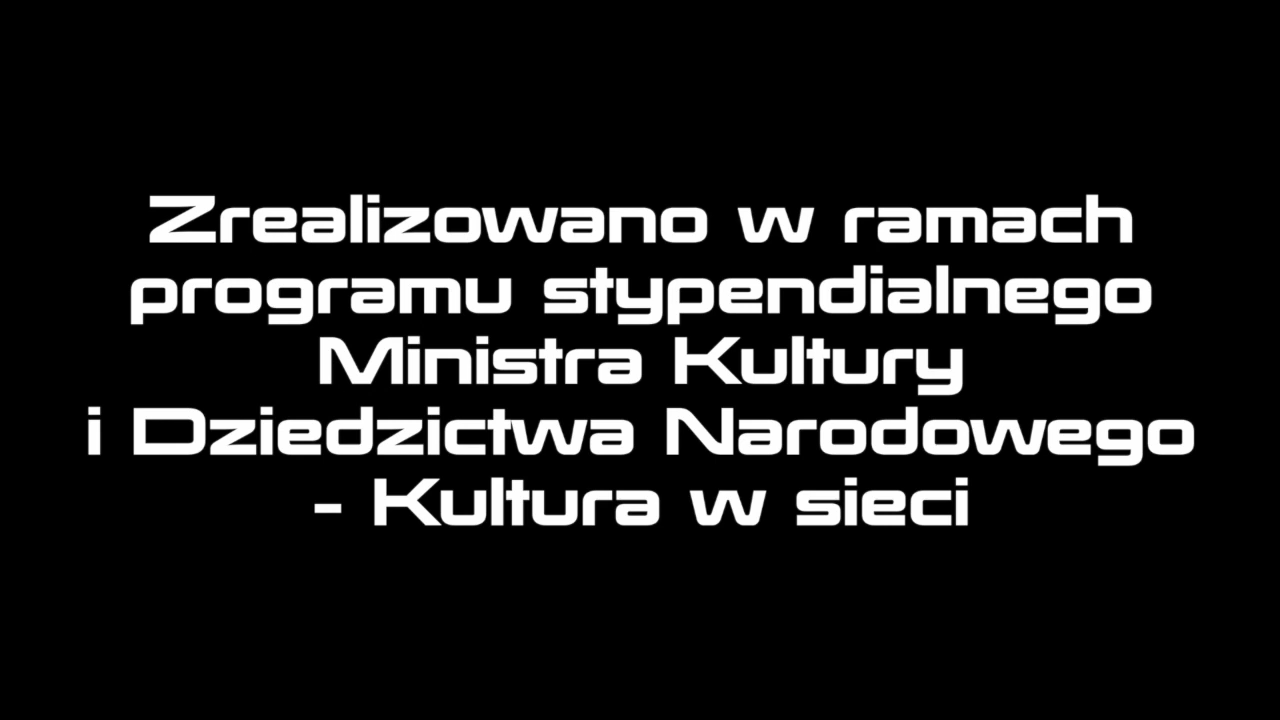 Zrealizowano w ramach
programu stypendialnego
Ministra Kultury
i Dziedzictwa Narodowego
- Kultura w sieci